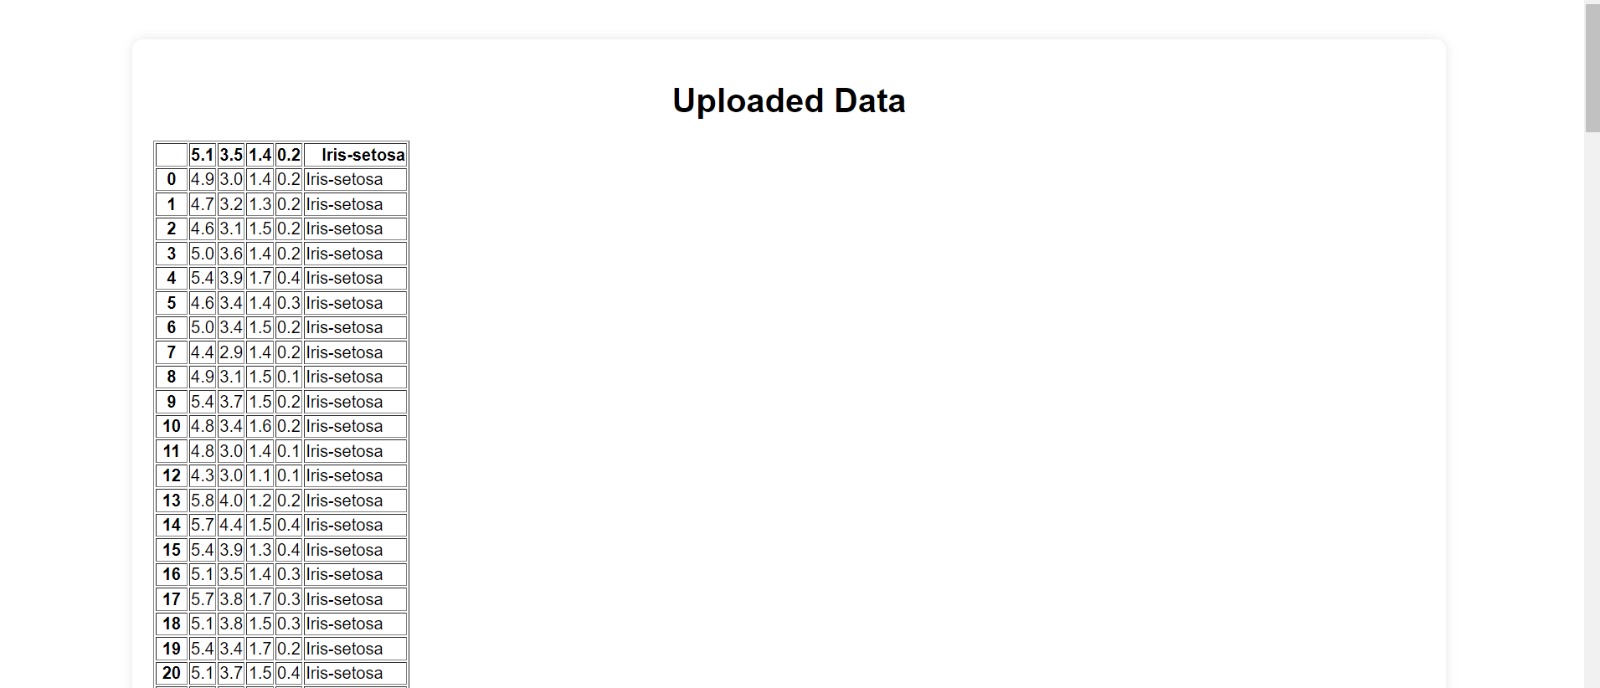 Uploaded Data
5.1 3.5 1.4 0.2 Iris-setosa
0 4.9 3.0 1.4 0.2 Iris-setosa
1 4.7 3.2 1.3 0.2 Iris-setosa
2 4.6 3.1 1.5 0.2 Iris-setosa
3 5.0 3.6 1.4 0.2 Iris-setosa
4 5.4 3.9 1.7 0.4 Iris-setosa
5 4.6 3.4 1.4 0.3 Iris-setosa
6 5.0 3.4 1.5 0.2 Iris-setosa
7 4.4 2.9 1.4 0.2 Iris-setosa
8 4.9 3.1 1.5 0.1 Iris-setosa
9 5.4 3.7 1.5 0.2 Iris-setosa
10 4.8 3.4 1.6 0.2 Iris-setosa
11 4.8 3.0 1.4 0.1 Iris-setosa
12 4.3 3.0 1.1 0.1 Iris-setosa
13 5.8 4.0 1.2 0.2 Iris-setosa
14 5.7 4.4 1.5 0.4 Iris-setosa
15 5.4 3.9 1.3 0.4 Iris-setosa
16 5.1 3.5 1.4 0.3 Iris-setosa
17 5.7 3.8 1.7 0.3 Iris-setosa
18 5.1 3.8 1.5 0.3 Iris-setosa
19 5.4 3.4 1.7 0.2 Iris-setosa
20 5.1 3.7 1.5 0.4 Iris-setosa